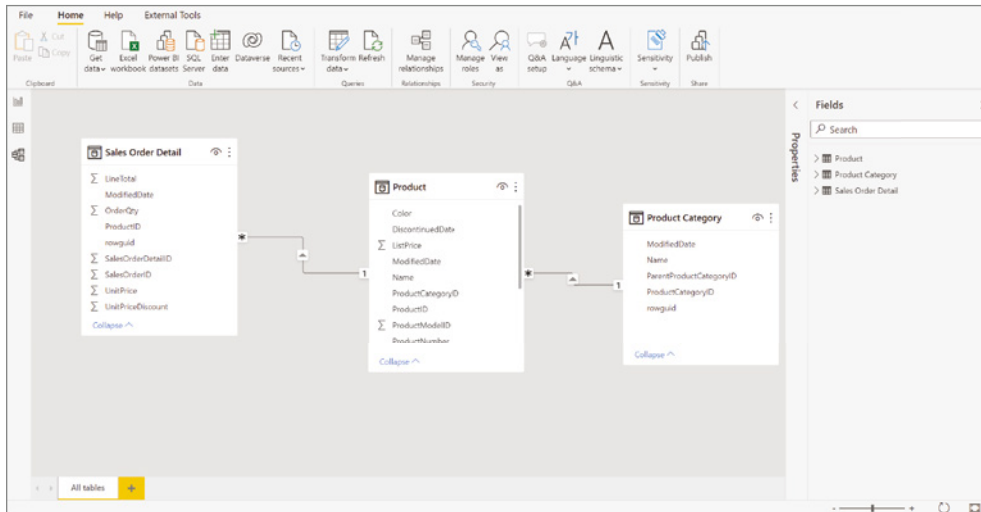 File Home Help External Tools
Paste
Cut
Copy
Clipboard
Get data
Excel workbook
Power BI datasets
SQL Server
Enter data
Dataverse
Recent sources
Data
Transform data
Refresh
Queries
Manage relationships
Relationships
Manage roles
View as
Security
Q&A setup
Language
Linguistic schema
Q&A
Sensitivity
Sensitivity
Publish
Share
Sales Order Detail
Σ LineTotal
ModifiedDate
Σ OrderQty
ProductID
rowguid
Σ SalesOrderDetailID
Σ SalesOrderID
Σ UnitPrice
Σ UnitPriceDiscount
Collapse
*
1
Product
Color
DiscontinuedDate
Σ ListPrice
ModifiedDate
Name
ProductCategoryID
ProductID
Σ ProductModelID
ProductNumber
Collapse
*
1
Product Category
ModifiedDate
Name
ParentProductCategoryID
ProductCategoryID
rowguid
Collapse
Properties
Fields
Search
Product
Product Category
Sales Order Detail
All tables +
- +